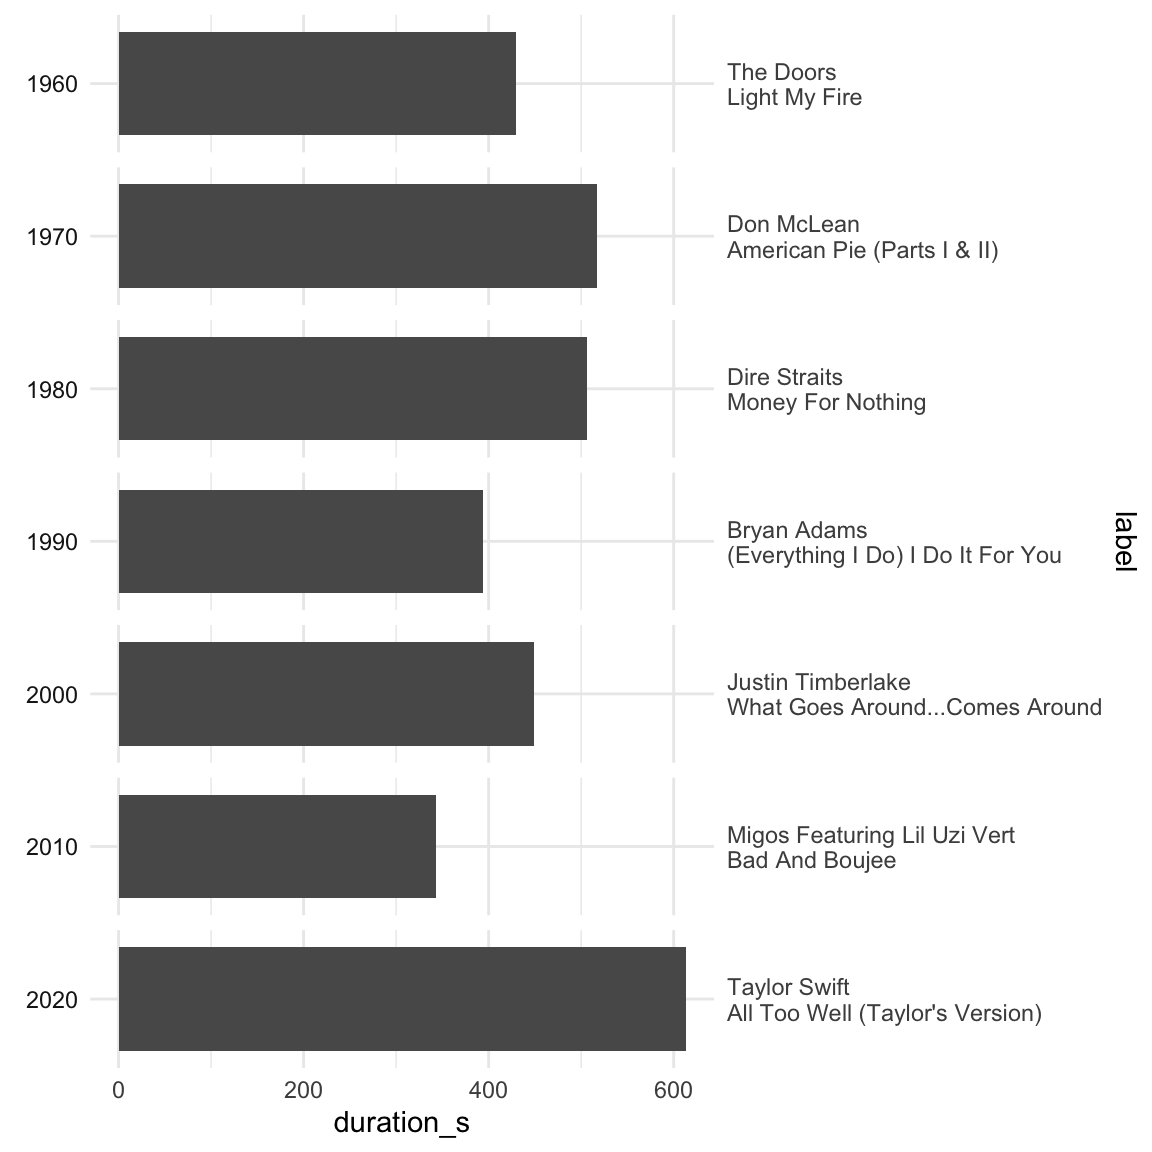 1960
The Doors
Light My Fire
1970
Don McLean
American Pie (Parts I & II)
1980
Dire Straits
Money For Nothing
1990
Bryan Adams
(Everything I Do) I Do It For You
label
2000
Justin Timberlake
What Goes Around...Comes Around
2010
Migos Featuring Lil Uzi Vert
Bad And Boujee
2020
Taylor Swift
All Too Well (Taylor's Version)
0 200 400 600
duration_s